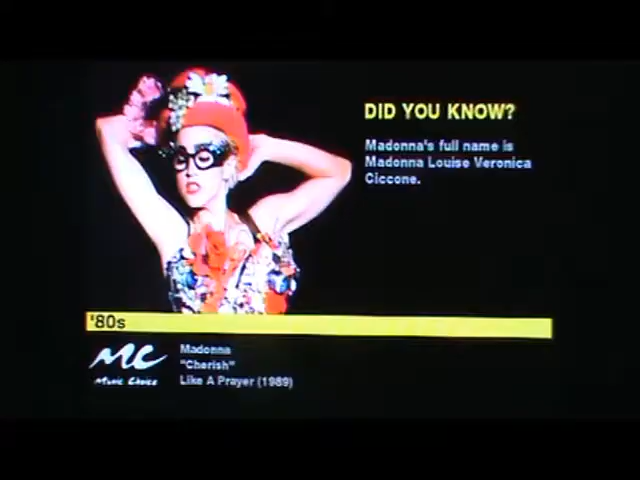 DID YOU KNOW?
Madonna's full name is
Madonna Louise Veronica
Ciccone.
'80s
MC
Music Choice
Madonna
"Cherish"
Like A Prayer (1989)